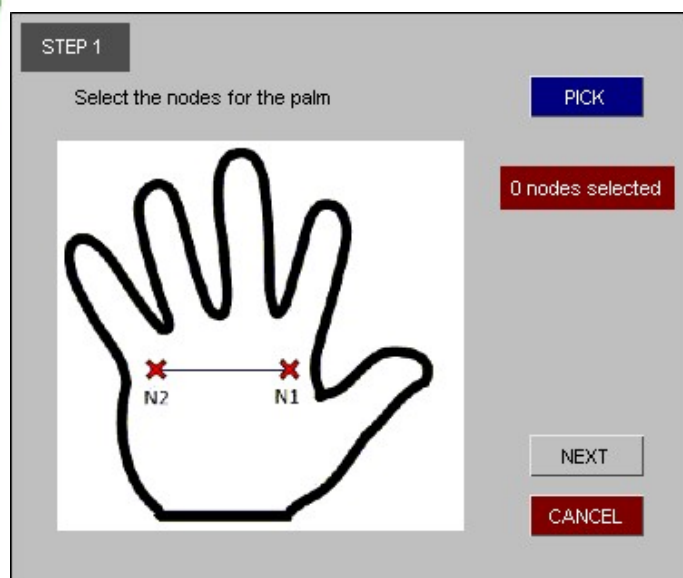 STEP 1
Select the nodes for the palm
PICK
0 nodes selected
N2 N1
NEXT
CANCEL